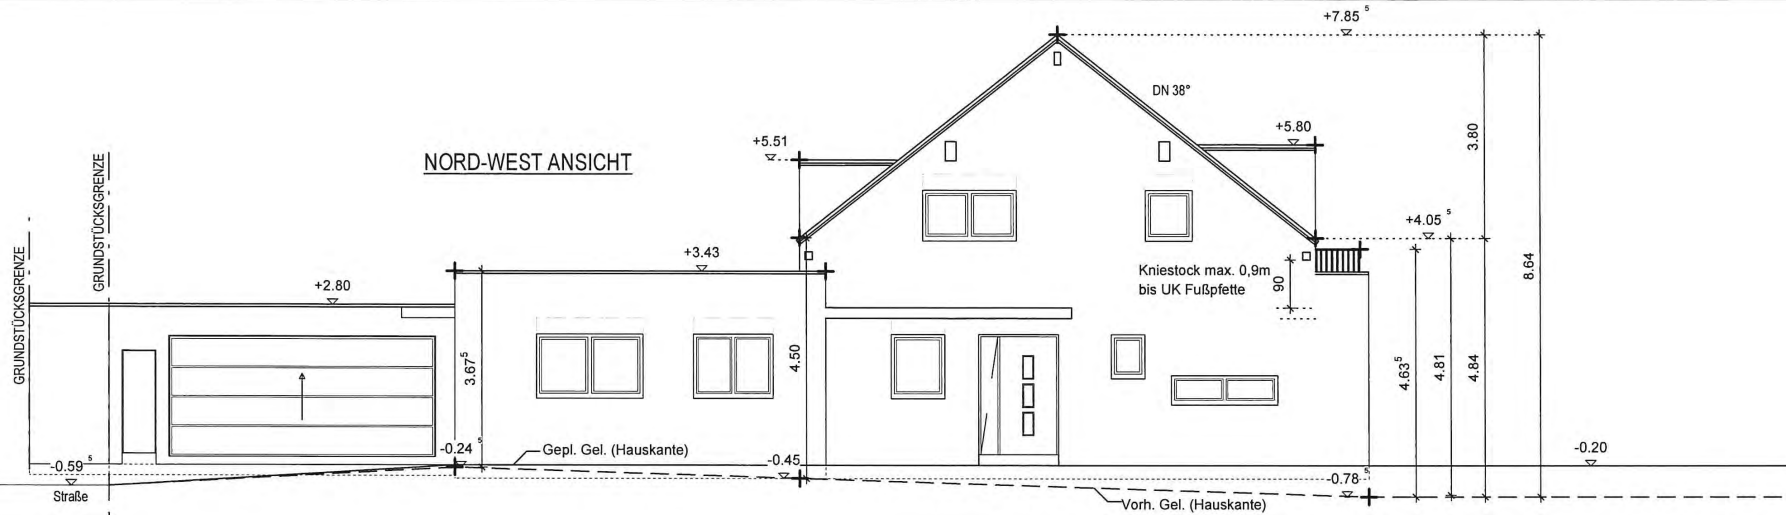 +7.85 5
DN 38°
+5.51
+5.80
3.80
NORD-WEST ANSICHT
GRUNDSTÜCKSGRENZE
GRUNDSTÜCKSGRENZE
+4.05 5
+3.43
+2.80
Kniestock max. 0,9m
bis UK Fußpfette
90
8.64
3.67 5
4.50
4.63 5
4.81
4.84
-0.24 5
Gepl. Gel. (Hauskante)
-0.59 5
-0.45
-0.20
-0.78 5
Straße
Vorh. Gel. (Hauskante)